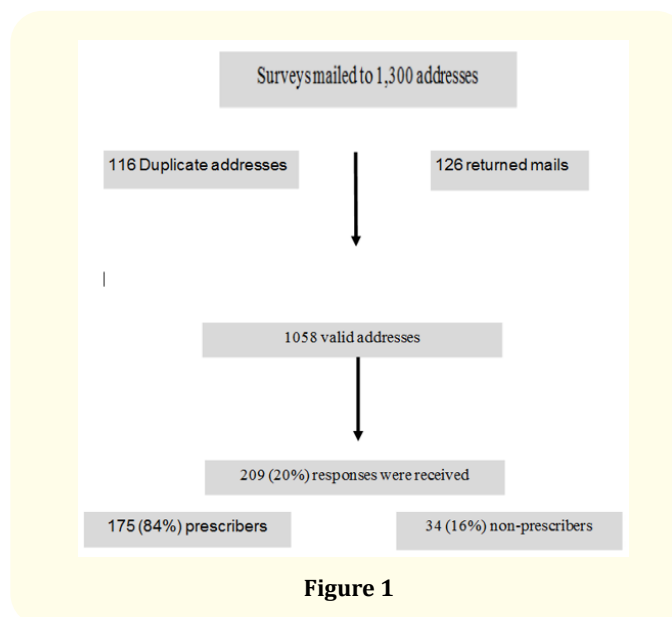 Surveys mailed to 1,300 addresses
116 Duplicate addresses
126 returned mails
1058 valid addresses
209 (20%) responses were received
175 (84%) prescribers
34 (16%) non-prescribers
Figure 1